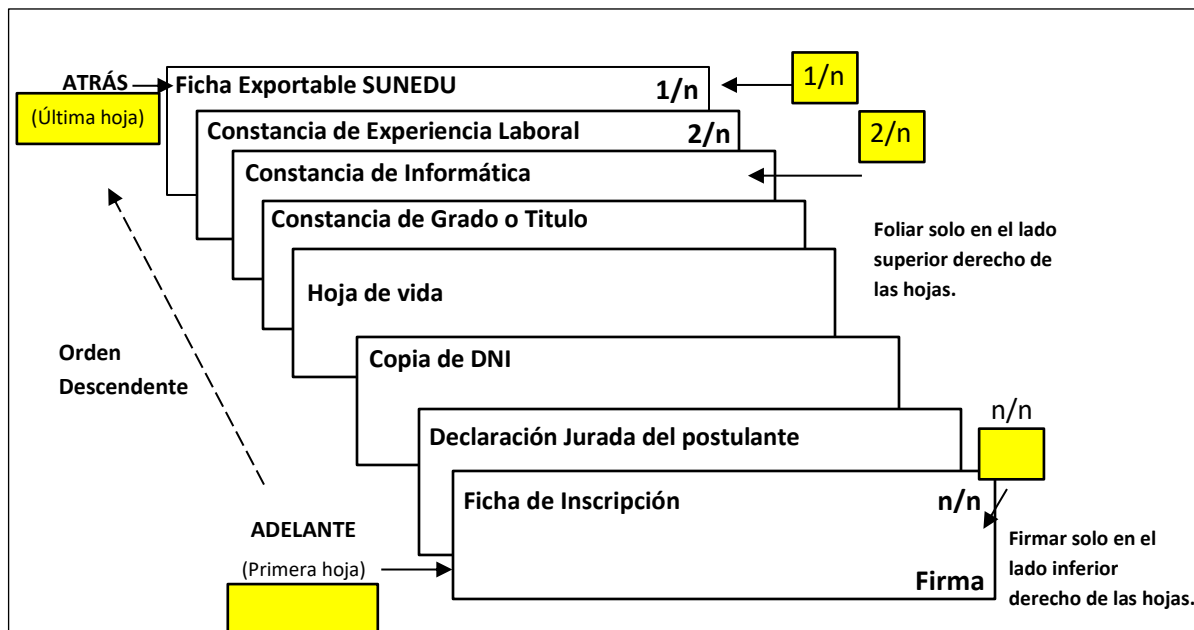 ATRÁS
(Última hoja)
Ficha Exportable SUNEDU
1/n
1/n
Constancia de Experiencia Laboral
2/n
2/n
Constancia de Informática
Constancia de Grado o Titulo
Foliar solo en el lado
superior derecho de
las hojas.
Hoja de vida
Orden
Descendente
Copia de DNI
n/n
Declaración Jurada del postulante
Ficha de Inscripción
n/n
ADELANTE
(Primera hoja)
Firma
Firmar solo en el
lado inferior
derecho de las hojas.